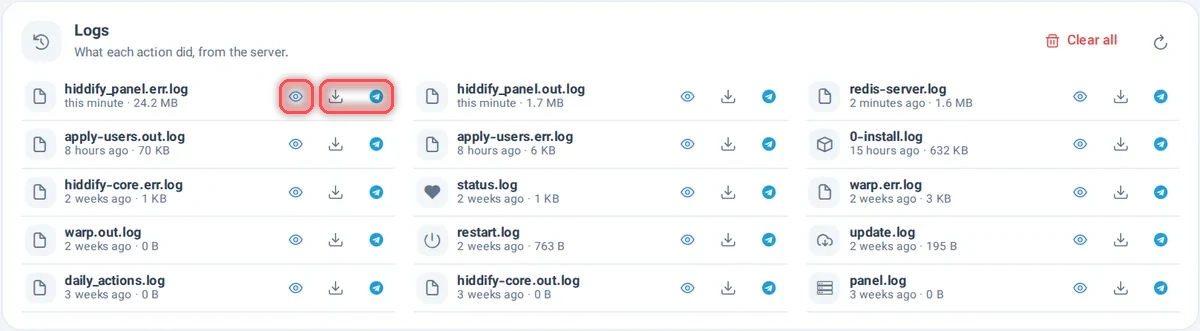 Logs
What each action did, from the server.
Clear all
hiddify_panel.err.log
this minute · 24.2 MB
hiddify_panel.out.log
this minute · 1.7 MB
redis-server.log
2 minutes ago · 1.6 MB
apply-users.out.log
8 hours ago · 70 KB
apply-users.err.log
8 hours ago · 6 KB
0-install.log
15 hours ago · 632 KB
hiddify-core.err.log
2 weeks ago · 1 KB
status.log
2 weeks ago · 1 KB
warp.err.log
2 weeks ago · 3 KB
warp.out.log
2 weeks ago · 0 B
restart.log
2 weeks ago · 763 B
update.log
2 weeks ago · 195 B
daily_actions.log
3 weeks ago · 0 B
hiddify-core.out.log
3 weeks ago · 0 B
panel.log
3 weeks ago · 0 B